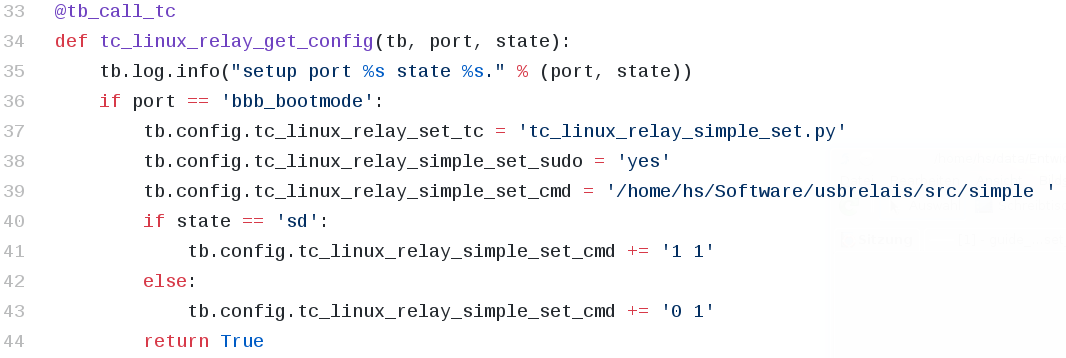 33 @tb_call_tc
34 def tc_linux_relay_get_config(tb, port, state):
35     tb.log.info("setup port %s state %s." % (port, state))
36     if port == 'bbb_bootmode':
37         tb.config.tc_linux_relay_set_tc = 'tc_linux_relay_simple_set.py'
38         tb.config.tc_linux_relay_simple_set_sudo = 'yes'
39         tb.config.tc_linux_relay_simple_set_cmd = '/home/hs/Software/usbrelais/src/simple '
40         if state == 'sd':
41             tb.config.tc_linux_relay_simple_set_cmd += '1 1'
42         else:
43             tb.config.tc_linux_relay_simple_set_cmd += '0 1'
44         return True